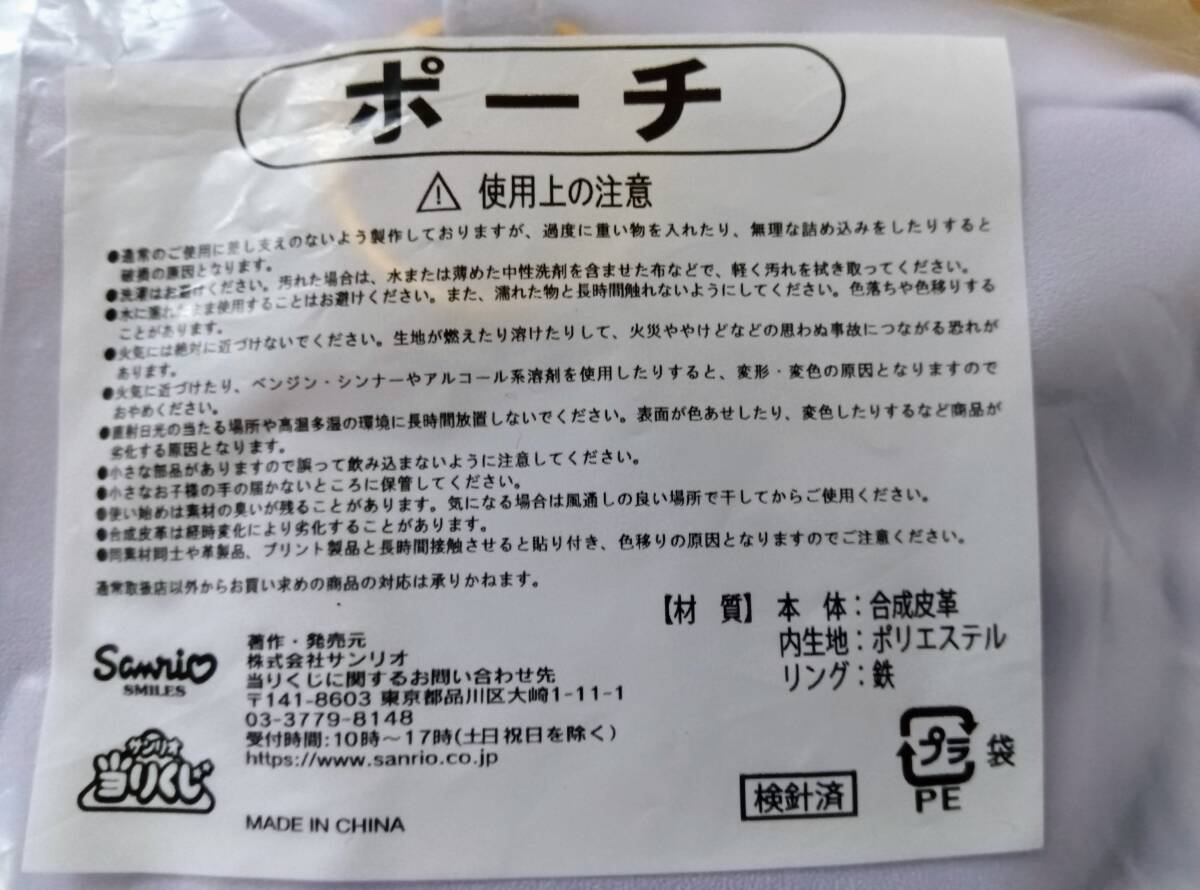 ポーチ
使用上の注意
●通常のご使用に差し支えのないよう製作しておりますが、過度に重い物を入れたり、無理な詰め込みをしたりすると
破損の原因となります。
●洗濯はお避けください。汚れた場合は、水または薄めた中性洗剤を含ませた布などで、軽く汚れを拭き取ってください。
●水に濡れたまま使用することはお避けください。また、濡れた物と長時間触れないようにしてください。色落ちや色移りする
ことがあります。
●火気には絶対に近づけないでください。生地が燃えたり溶けたりして、火災ややけどなどの思わぬ事故につながる恐れが
あります。
●火気に近づけたり、ベンジン・シンナーやアルコール系溶剤を使用したりすると、変形・変色の原因となりますので
おやめください。
●直射日光の当たる場所や高温多湿の環境に長時間放置しないでください。表面が色あせしたり、変色したりするなど商品が
劣化する原因となります。
●小さな部品がありますので誤って飲み込まないように注意してください。
●小さなお子様の手の届かないところに保管してください。
●使い始めは素材の臭いが残ることがあります。気になる場合は風通しの良い場所で干してからご使用ください。
●合成皮革は経時変化により劣化することがあります。
●同素材同士や革製品、プリント製品と長時間接触させると貼り付き、色移りの原因となりますのでご注意ください。
通常取扱店以外からお買い求めの商品の対応は承りかねます。
【材 質】 本 体：合成皮革
内生地：ポリエステル
リング：鉄
Sanrio
SMILES
サンリオ
当りくじ
著作・発売元
株式会社サンリオ
当りくじに関するお問い合わせ先
〒141-8603 東京都品川区大崎1-11-1
03-3779-8148
受付時間:10時〜17時(土日祝日を除く)
https://www.sanrio.co.jp
MADE IN CHINA
検針済
プラ 袋
PE